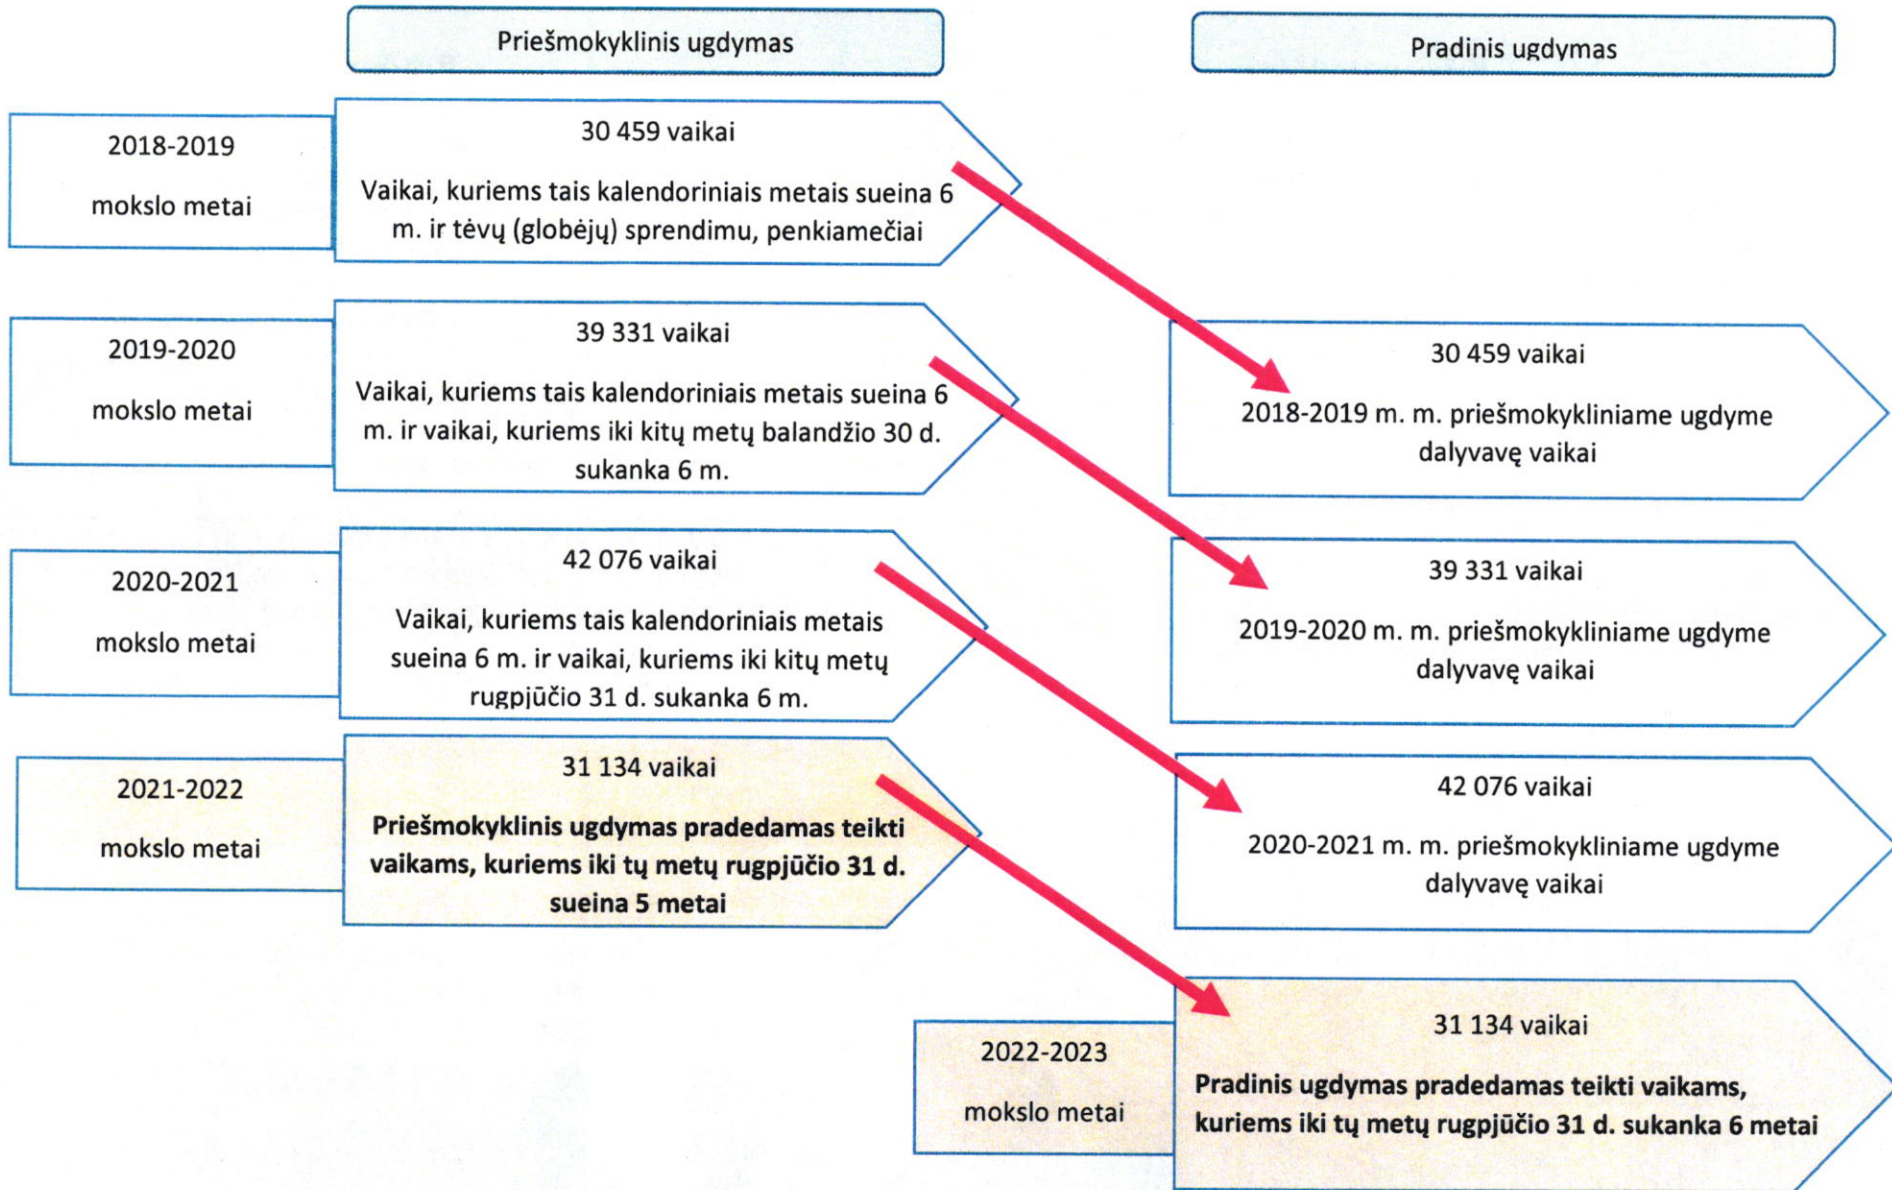 Priešmokyklinis ugdymas
Pradinis ugdymas
2018-2019
mokslo metai
30 459 vaikai
Vaikai, kuriems tais kalendoriniais metais sueina 6
m. ir tėvų (globėjų) sprendimu, penkiamečiai
2019-2020
mokslo metai
39 331 vaikai
Vaikai, kuriems tais kalendoriniais metais sueina 6
m. ir vaikai, kuriems iki kitų metų balandžio 30 d.
sukanka 6 m.
30 459 vaikai
2018-2019 m. m. priešmokykliniame ugdyme
dalyvavę vaikai
2020-2021
mokslo metai
42 076 vaikai
Vaikai, kuriems tais kalendoriniais metais
sueina 6 m. ir vaikai, kuriems iki kitų metų
rugpjūčio 31 d. sukanka 6 m.
39 331 vaikai
2019-2020 m. m. priešmokykliniame ugdyme
dalyvavę vaikai
2021-2022
mokslo metai
31 134 vaikai
Priešmokyklinis ugdymas pradedamas teikti
vaikams, kuriems iki tų metų rugpjūčio 31 d.
sueina 5 metai
42 076 vaikai
2020-2021 m. m. priešmokykliniame ugdyme
dalyvavę vaikai
2022-2023
mokslo metai
31 134 vaikai
Pradinis ugdymas pradedamas teikti vaikams,
kuriems iki tų metų rugpjūčio 31 d. sukanka 6 metai